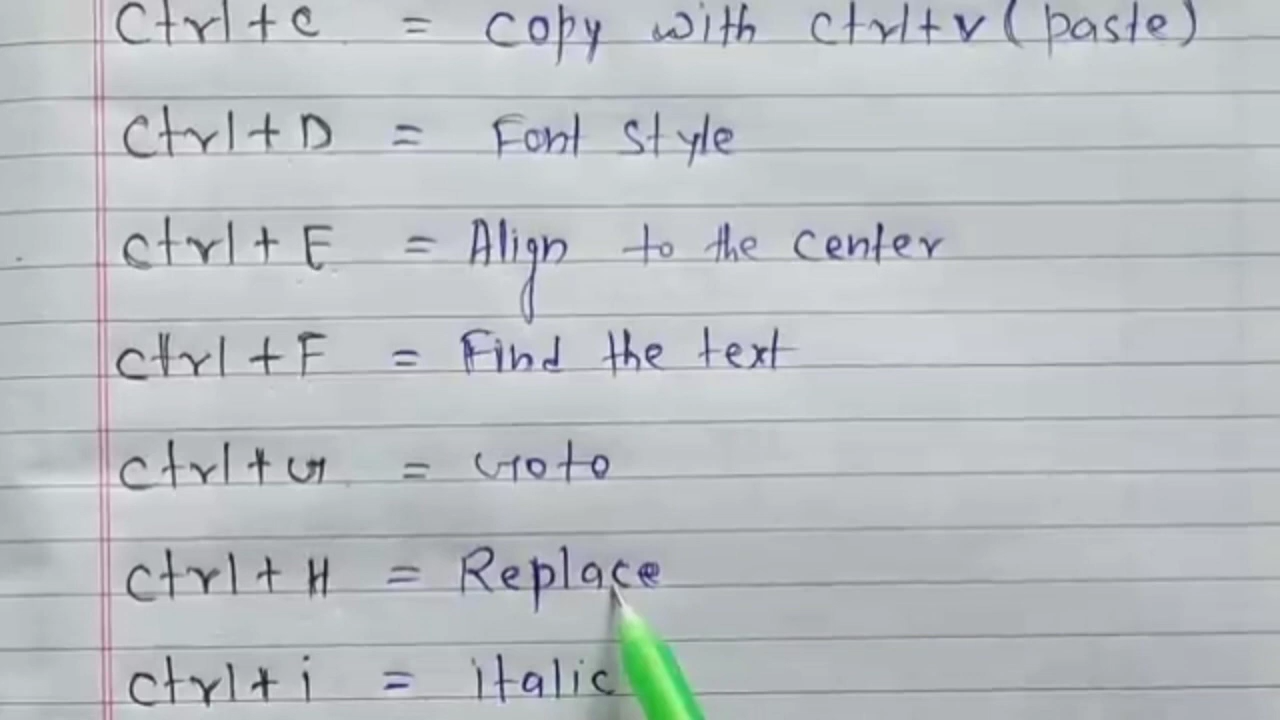 Ctrl+C = Copy with Ctrl+v (paste)
Ctrl+D = Font Style
Ctrl+E = Align to the center
Ctrl+F = Find the text
Ctrl+G = Goto
Ctrl+H = Replace
Ctrl+i = italic